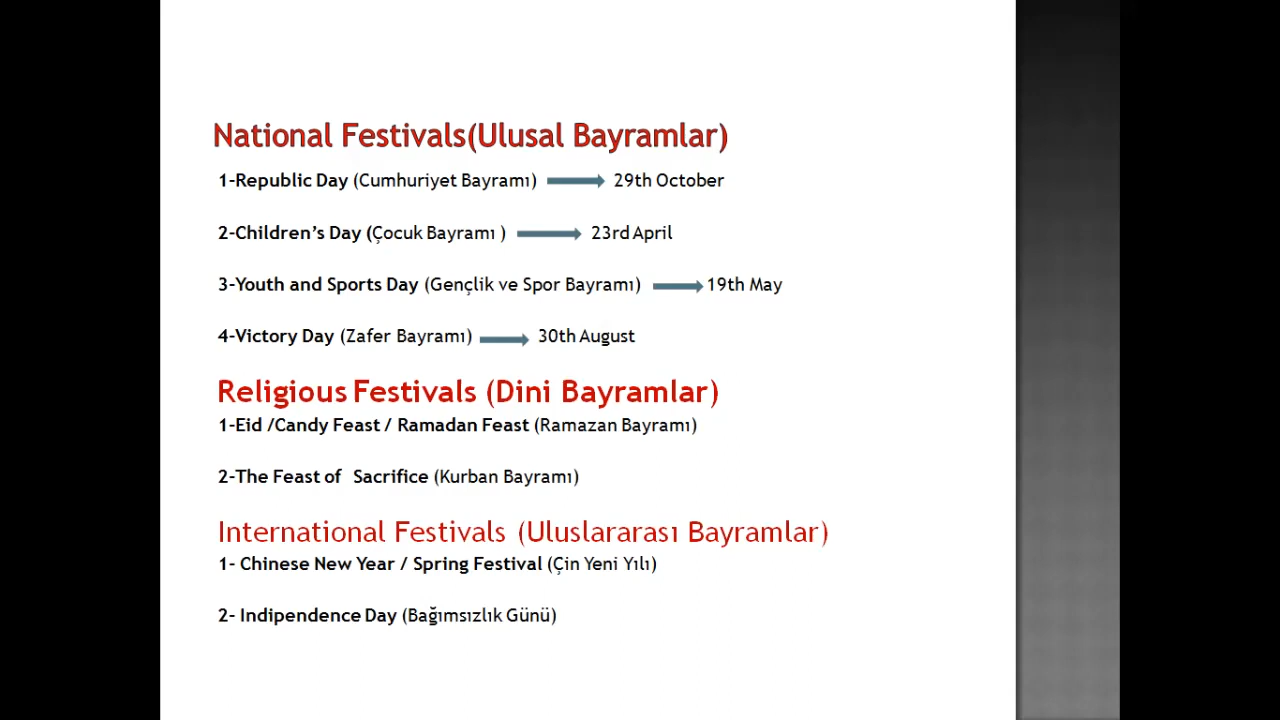 National Festivals(Ulusal Bayramlar)
1-Republic Day (Cumhuriyet Bayramı) 29th October
2-Children's Day (Çocuk Bayramı ) 23rd April
3-Youth and Sports Day (Gençlik ve Spor Bayramı) 19th May
4-Victory Day (Zafer Bayramı) 30th August
Religious Festivals (Dini Bayramlar)
1-Eid /Candy Feast / Ramadan Feast (Ramazan Bayramı)
2-The Feast of Sacrifice (Kurban Bayramı)
International Festivals (Uluslararası Bayramlar)
1- Chinese New Year / Spring Festival (Çin Yeni Yılı)
2- Indipendence Day (Bağımsızlık Günü)